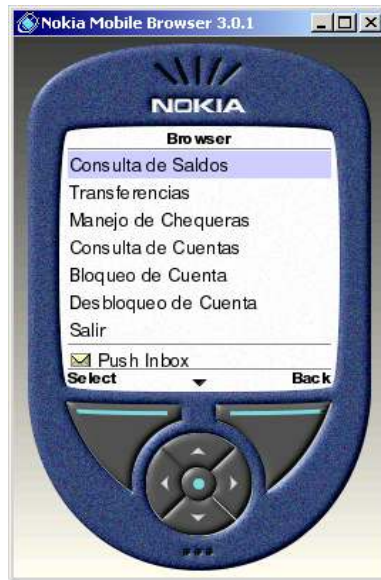 Nokia Mobile Browser 3.0.1
NOKIA
Browser
Consulta de Saldos
Transferencias
Manejo de Chequeras
Consulta de Cuentas
Bloqueo de Cuenta
Desbloqueo de Cuenta
Salir
Push Inbox
Select Back